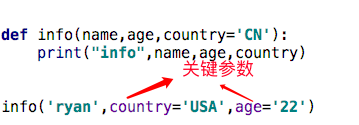 def info(name,age,country='CN'):
    print("info",name,age,country)
关键参数
info('ryan',country='USA',age='22')